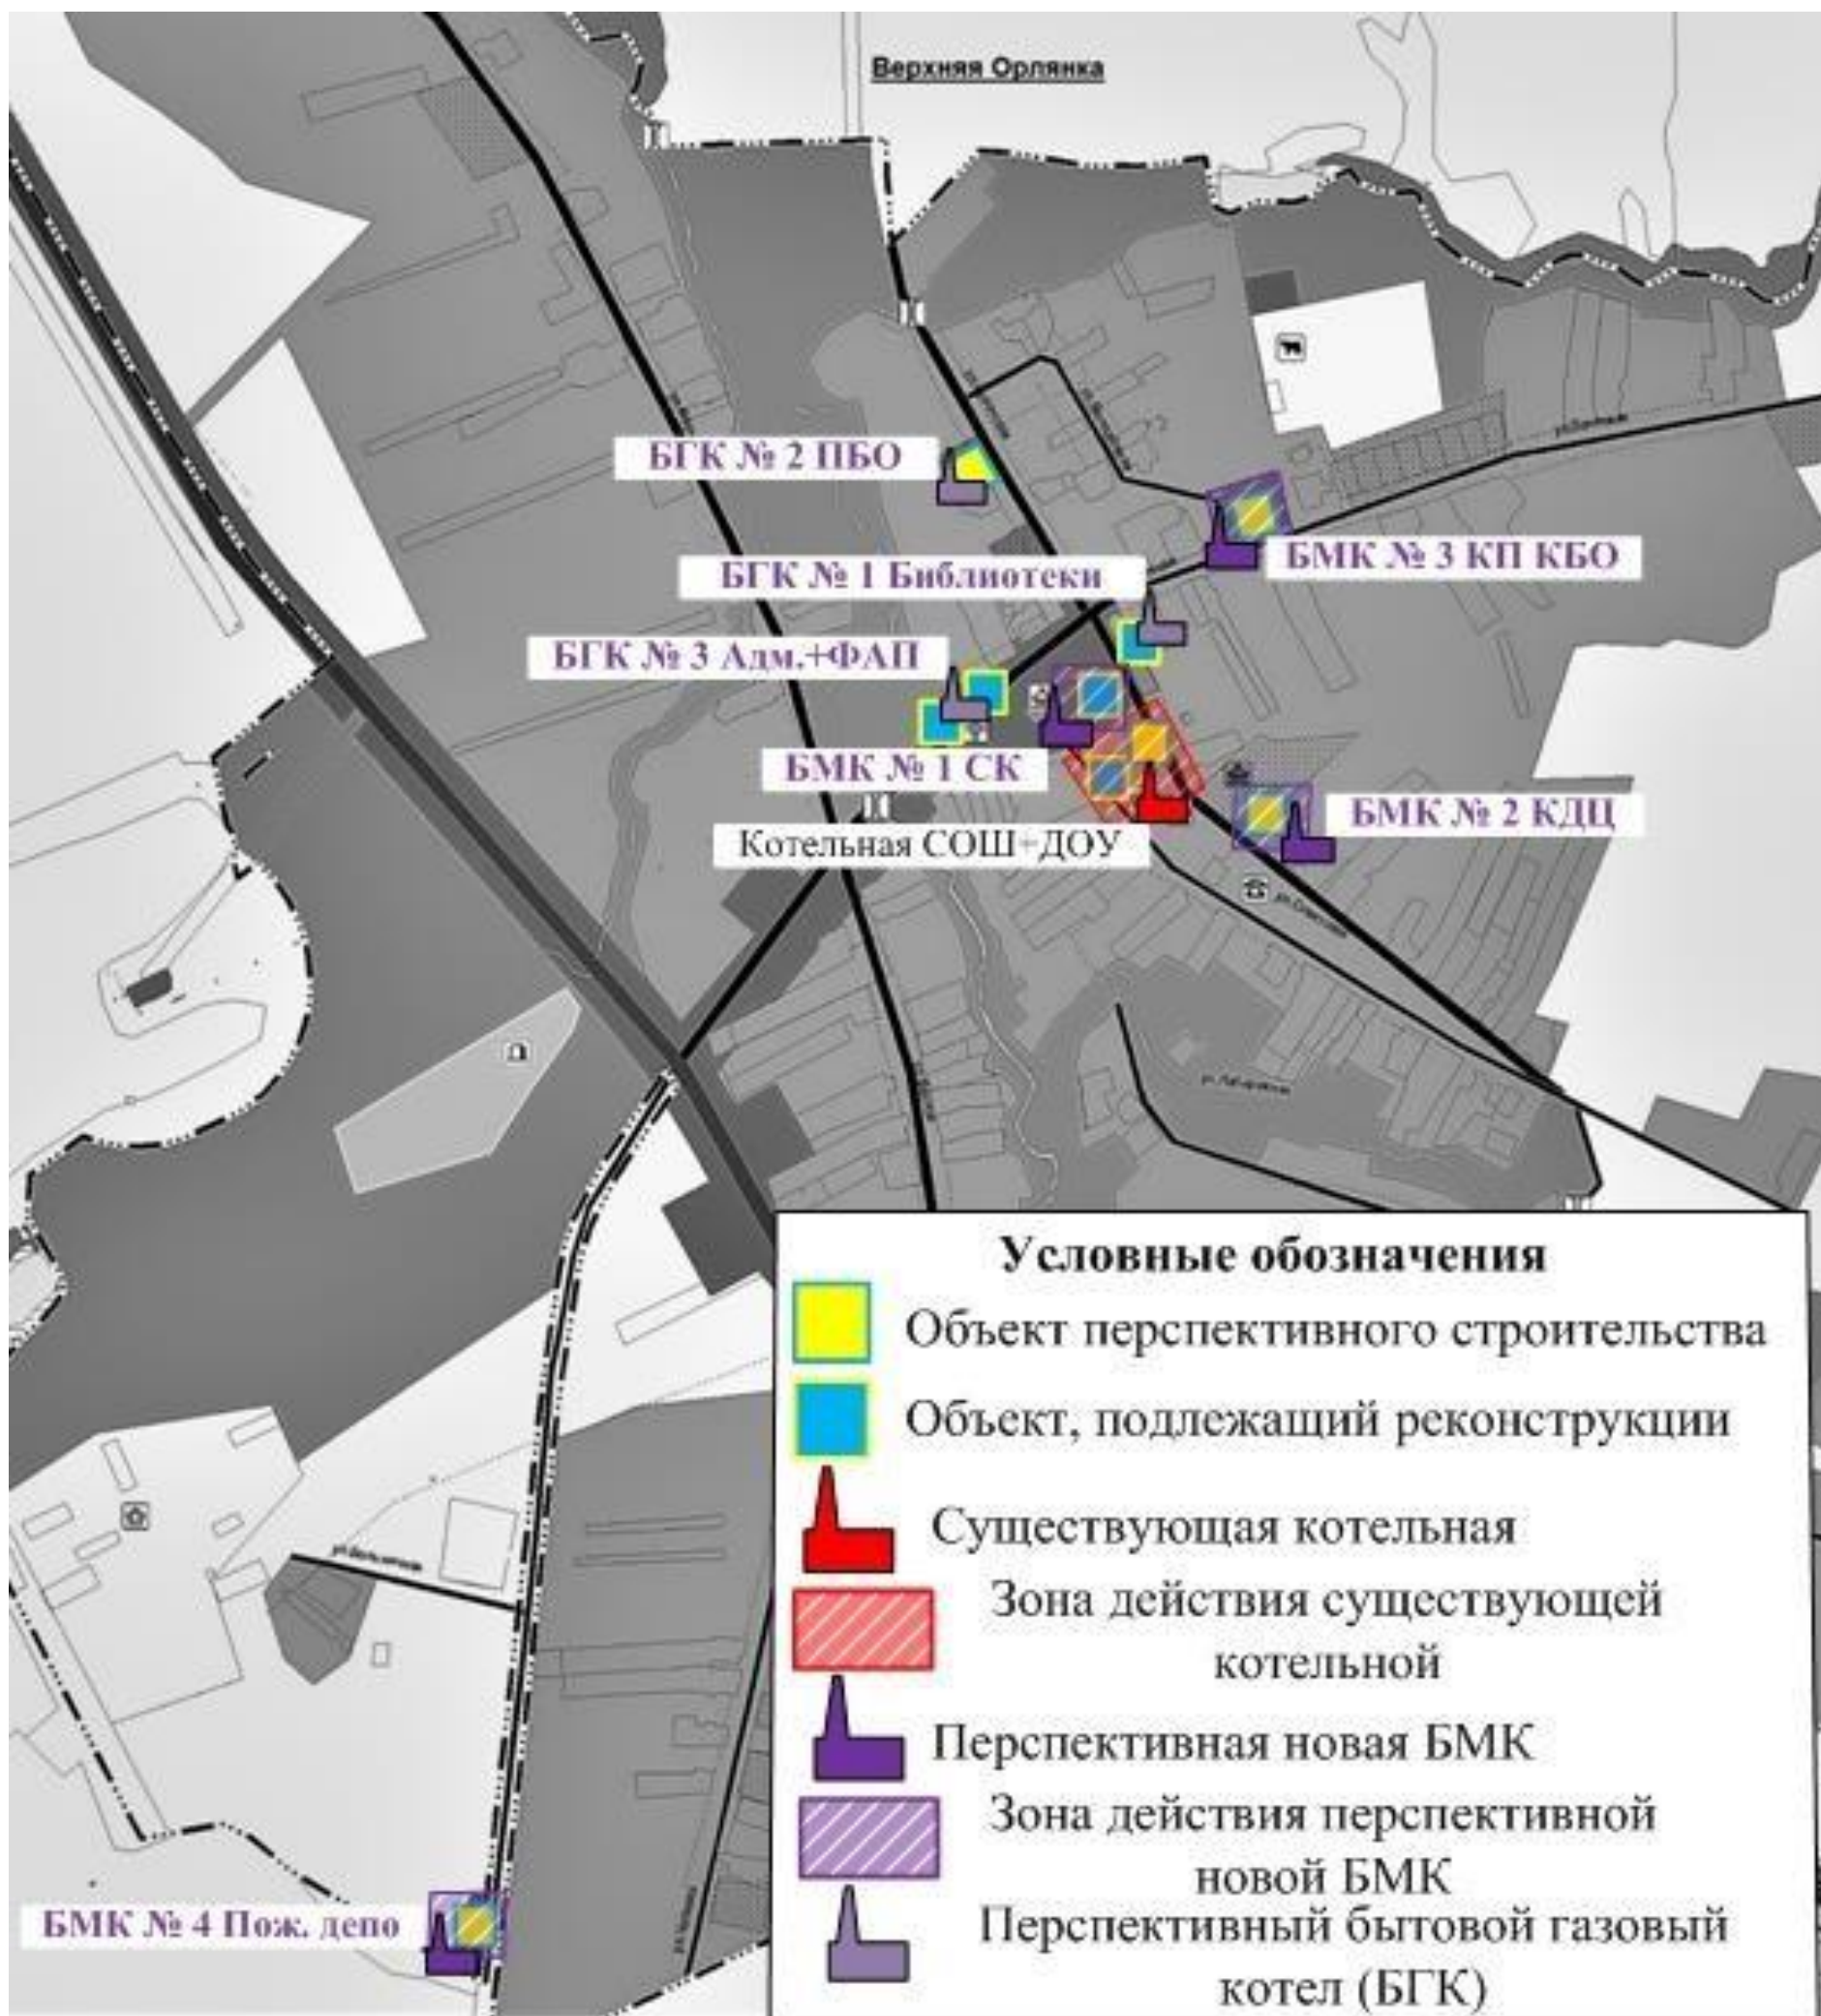 Верхняя Орлянка
БГК № 2 ПБО
БМК № 3 КП КБО
БГК № 1 Библиотеки
БГК № 3 Адм.+ФАП
БМК № 1 СК
БМК № 2 КДЦ
Котельная СОШ+ДОУ
Условные обозначения
Объект перспективного строительства
Объект, подлежащий реконструкции
Существующая котельная
Зона действия существующей
котельной
Перспективная новая БМК
Зона действия перспективной
новой БМК
Перспективный бытовой газовый
котел (БГК)
БМК № 4 Пож. депо